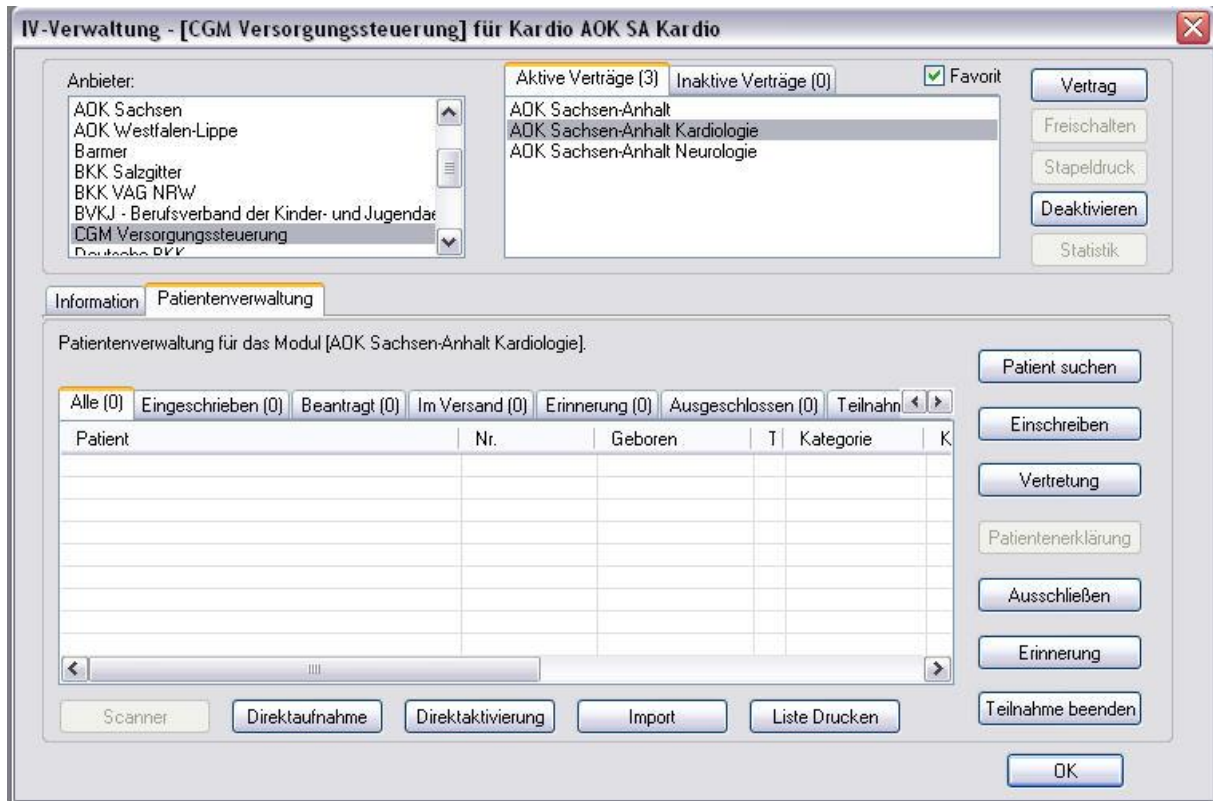 IV-Verwaltung - [CGM Versorgungssteuerung] für Kardio AOK SA Kardio
Anbieter:
AOK Sachsen
AOK Westfalen-Lippe
Barmer
BKK Salzgitter
BKK VAG NRW
BVKJ - Berufsverband der Kinder- und Jugendae
CGM Versorgungssteuerung
Deutsche BKK
Aktive Verträge (3) Inaktive Verträge (0) Favorit
AOK Sachsen-Anhalt
AOK Sachsen-Anhalt Kardiologie
AOK Sachsen-Anhalt Neurologie
Vertrag
Freischalten
Stapeldruck
Deaktivieren
Statistik
Information Patientenverwaltung
Patientenverwaltung für das Modul [AOK Sachsen-Anhalt Kardiologie].
Alle (0) Eingeschrieben (0) Beantragt (0) Im Versand (0) Erinnerung (0) Ausgeschlossen (0) Teilnahm
Patient Nr. Geboren T Kategorie K
Patient suchen
Einschreiben
Vertretung
Patientenerklärung
Ausschließen
Erinnerung
Teilnahme beenden
Scanner Direktaufnahme Direktaktivierung Import Liste Drucken
OK